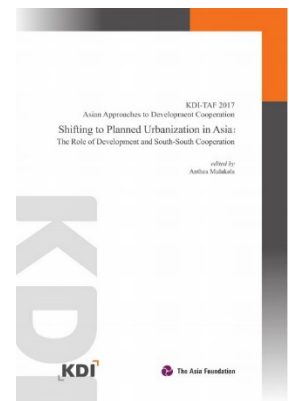 KDI-TAF 2017
Asian Approaches to Development Cooperation
Shifting to Planned Urbanization in Asia:
The Role of Development and South-South Cooperation
edited by
Anthea Mulakala
KDI
KDI
The Asia Foundation